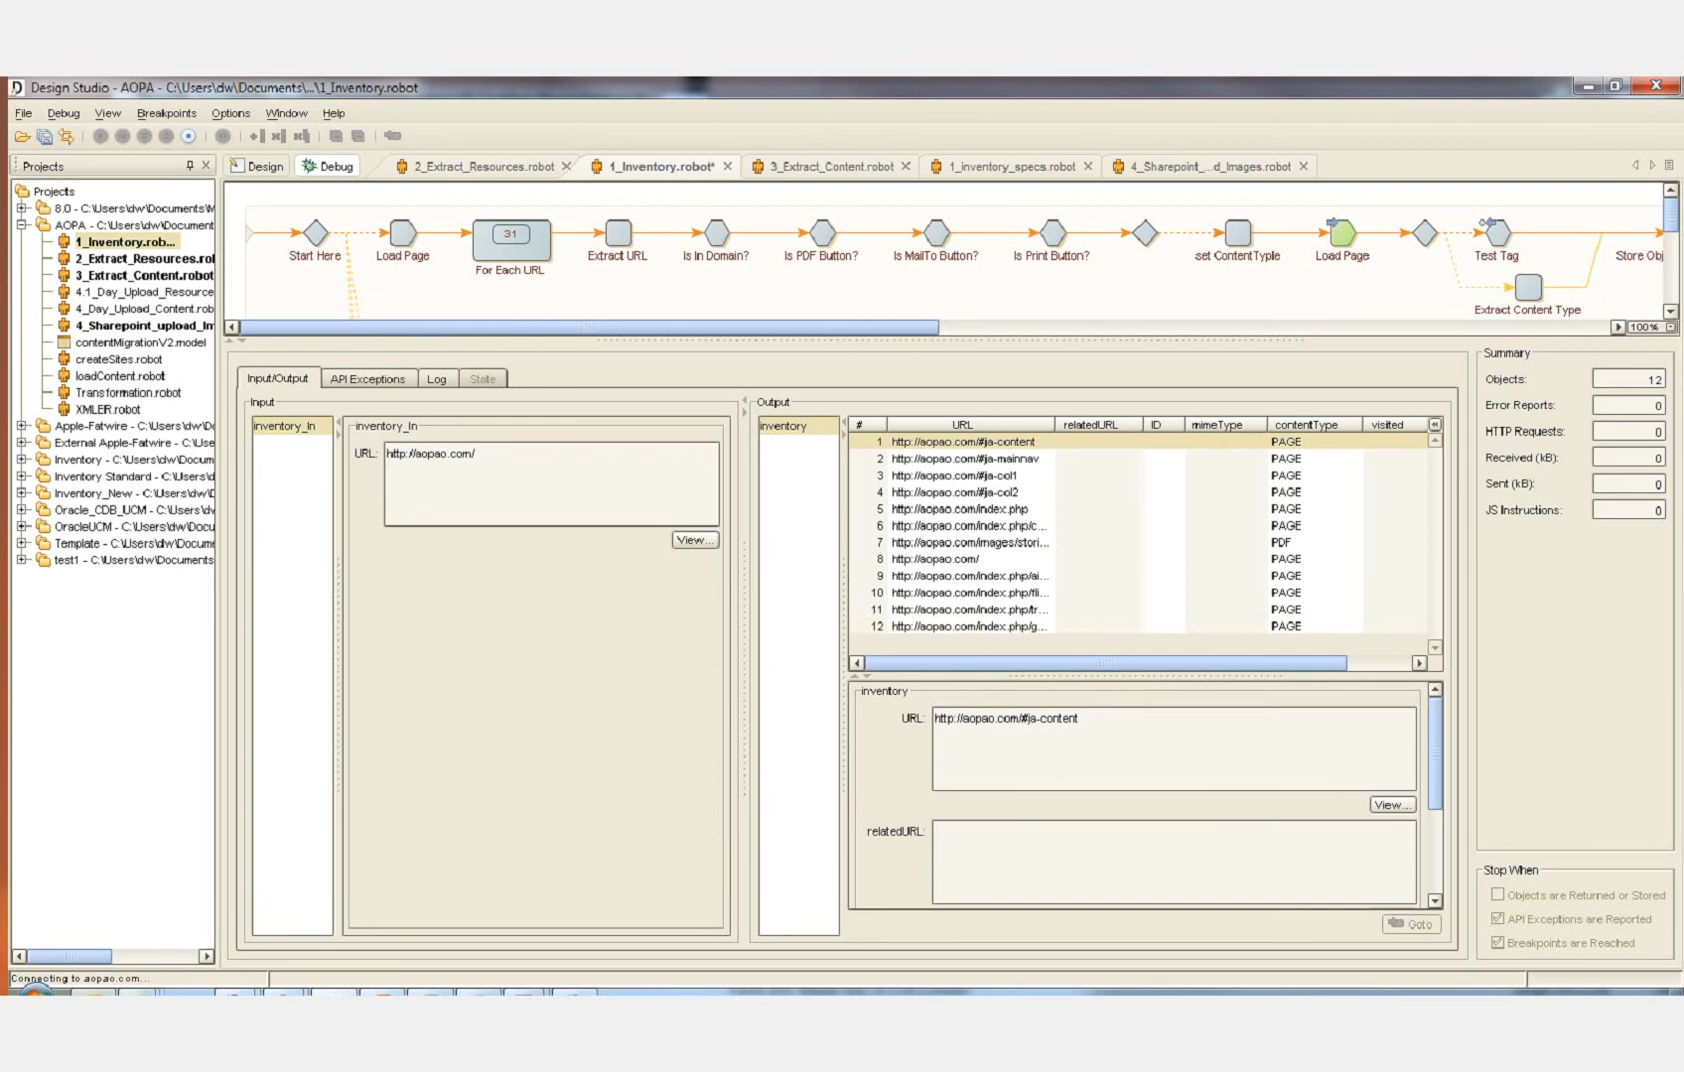 Design Studio - AOPA - C:\Users\dw\Documents\...\1_Inventory.robot
File Debug View Breakpoints Options Window Help
Projects
Design Debug 2_Extract_Resources.robot 1_Inventory.robot* 3_Extract_Content.robot 1_inventory_specs.robot 4_Sharepoint_...d_Images.robot
Projects
8.0 - C:\Users\dw\Documents\W
AOPA - C:\Users\dw\Document
1_Inventory.rob...
2_Extract_Resources.rol
3_Extract_Content.robot
4.1_Day_Upload_Resource
4_Day_Upload_Content.rob
4_Sharepoint_upload_In
contentMigrationV2.model
createSites.robot
loadContent.robot
Transformation.robot
XMLER.robot
Apple-Fatwire - C:\Users\dw\D
External Apple-Fatwire - C:\Use
Inventory - C:\Users\dw\Docum
Inventory Standard - C:\Users\d
Inventory_New - C:\Users\dw\D
Oracle_CDB_UCM - C:\Users\dv
OracleUCM - C:\Users\dw\Docu
Template - C:\Users\dw\Docume
test1 - C:\Users\dw\Documents
31
Start Here Load Page For Each URL Extract URL Is In Domain? Is PDF Button? Is MailTo Button? Is Print Button? set ContentTyple Load Page Test Tag Store Obj
Extract Content Type
100%
Input/Output API Exceptions Log State
Input
inventory_In
inventory_In
URL: http://aopao.com/
View...
Output
inventory
# URL relatedURL ID mimeType contentType visited
1 http://aopao.com/#ja-content PAGE
2 http://aopao.com/#ja-mainnav PAGE
3 http://aopao.com/#ja-col1 PAGE
4 http://aopao.com/#ja-col2 PAGE
5 http://aopao.com/index.php PAGE
6 http://aopao.com/index.php/c... PAGE
7 http://aopao.com/images/stori... PDF
8 http://aopao.com/ PAGE
9 http://aopao.com/index.php/ai... PAGE
10 http://aopao.com/index.php/fli... PAGE
11 http://aopao.com/index.php/tr... PAGE
12 http://aopao.com/index.php/g... PAGE
inventory
URL: http://aopao.com/#ja-content
View...
relatedURL:
Goto
Summary
Objects: 12
Error Reports: 0
HTTP Requests: 0
Received (kB): 0
Sent (kB): 0
JS Instructions: 0
Stop When
Objects are Returned or Stored
API Exceptions are Reported
Breakpoints are Reached
Connecting to aopao.com...